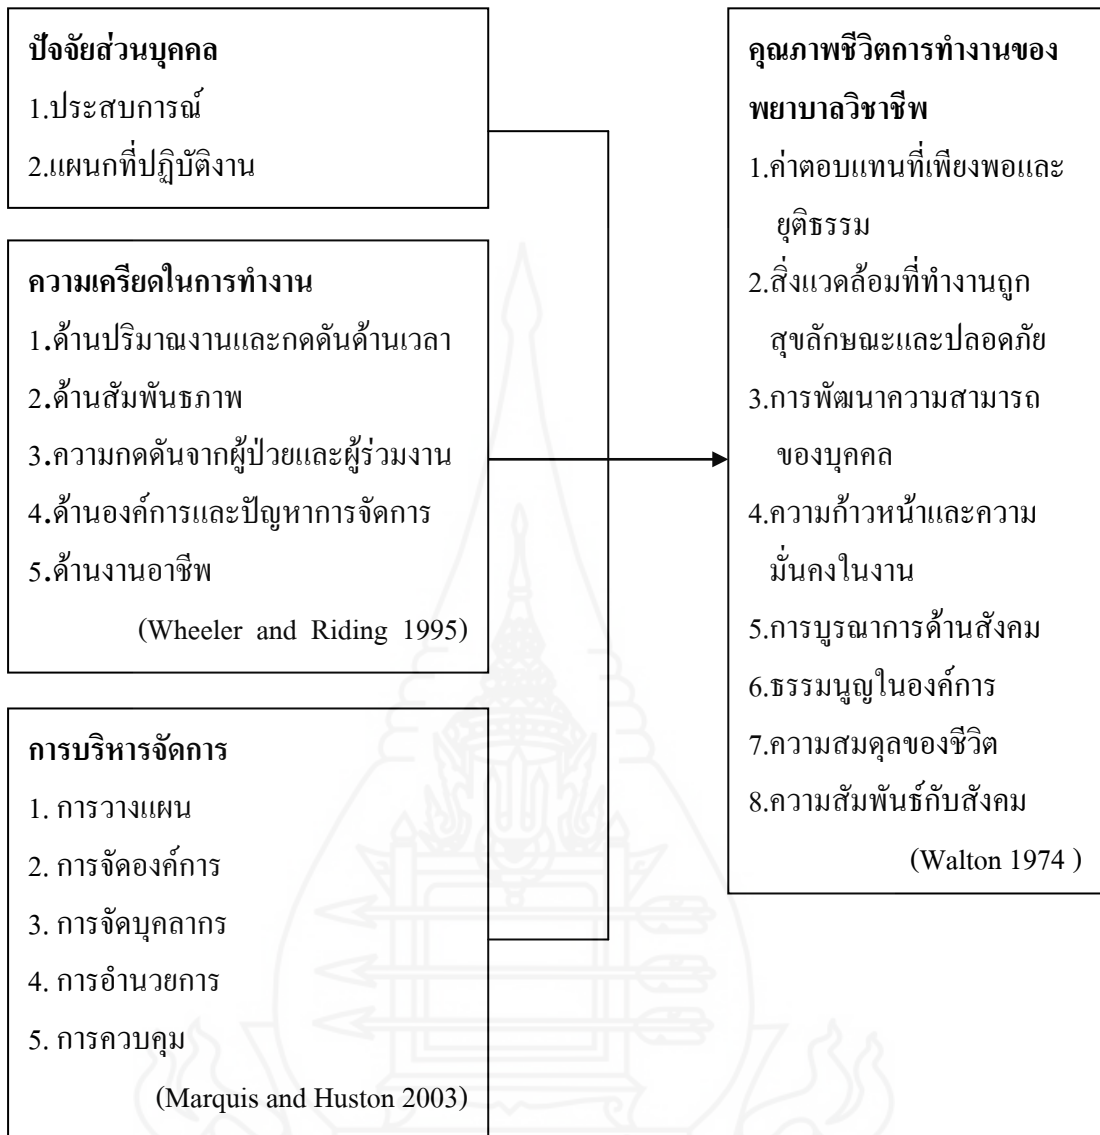 ปัจจัยส่วนบุคคล
1.ประสบการณ์
2.แผนกที่ปฏิบัติงาน
ความเครียดในการทำงาน
1.ด้านปริมาณงานและกดดันด้านเวลา
2.ด้านสัมพันธภาพ
3.ความกดดันจากผู้ป่วยและผู้ร่วมงาน
4.ด้านองค์การและปัญหาการจัดการ
5.ด้านงานอาชีพ
(Wheeler and Riding 1995)
การบริหารจัดการ
1. การวางแผน
2. การจัดองค์การ
3. การจัดบุคลากร
4. การอำนวยการ
5. การควบคุม
(Marquis and Huston 2003)
คุณภาพชีวิตการทำงานของ
พยาบาลวิชาชีพ
1.ค่าตอบแทนที่เพียงพอและ
ยุติธรรม
2.สิ่งแวดล้อมที่ทำงานถูก
สุขลักษณะและปลอดภัย
3.การพัฒนาความสามารถ
ของบุคคล
4.ความก้าวหน้าและความ
มั่นคงในงาน
5.การบูรณาการด้านสังคม
6.ธรรมนูญในองค์การ
7.ความสมดุลของชีวิต
8.ความสัมพันธ์กับสังคม
(Walton 1974 )